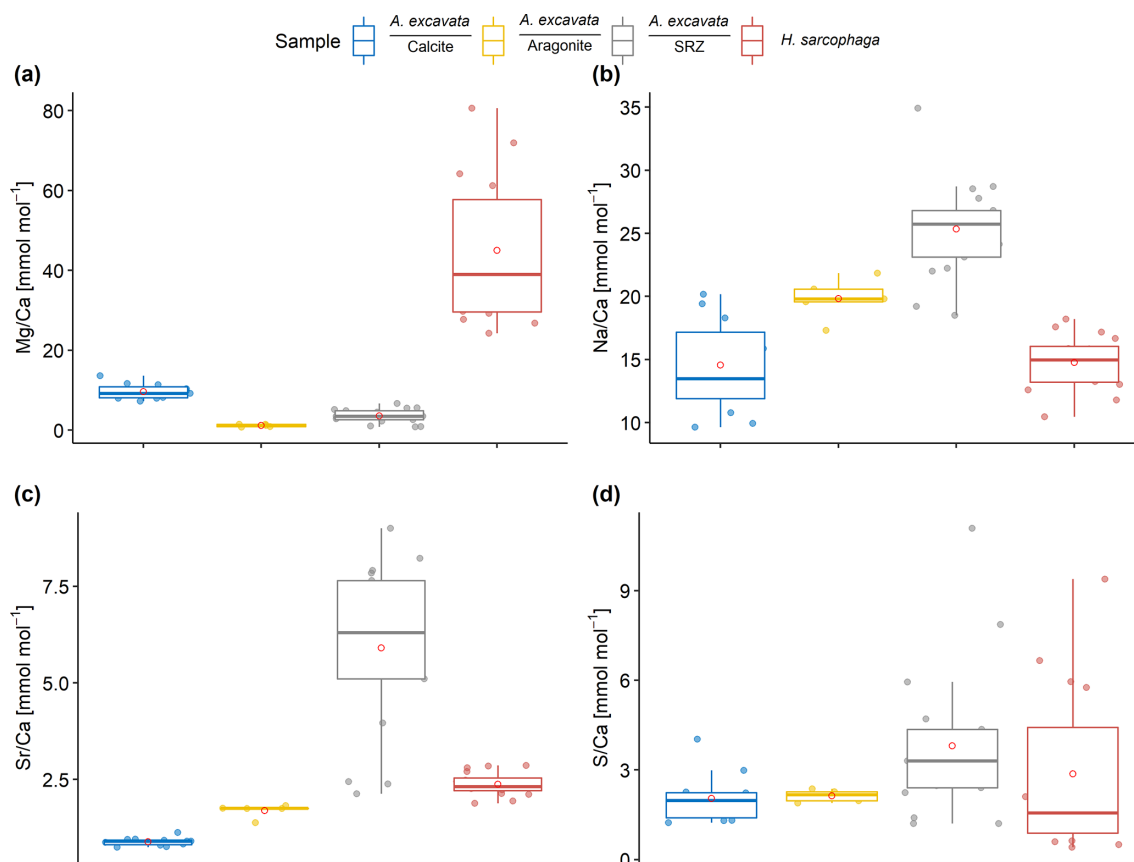 Sample
A. excavata
Calcite
A. excavata
Aragonite
A. excavata
SRZ
H. sarcophaga
(a)
Mg/Ca [mmol mol⁻¹]
80
60
40
20
0
(b)
Na/Ca [mmol mol⁻¹]
35
30
25
20
15
10
(c)
Sr/Ca [mmol mol⁻¹]
7.5
5.0
2.5
(d)
S/Ca [mmol mol⁻¹]
9
6
3
0